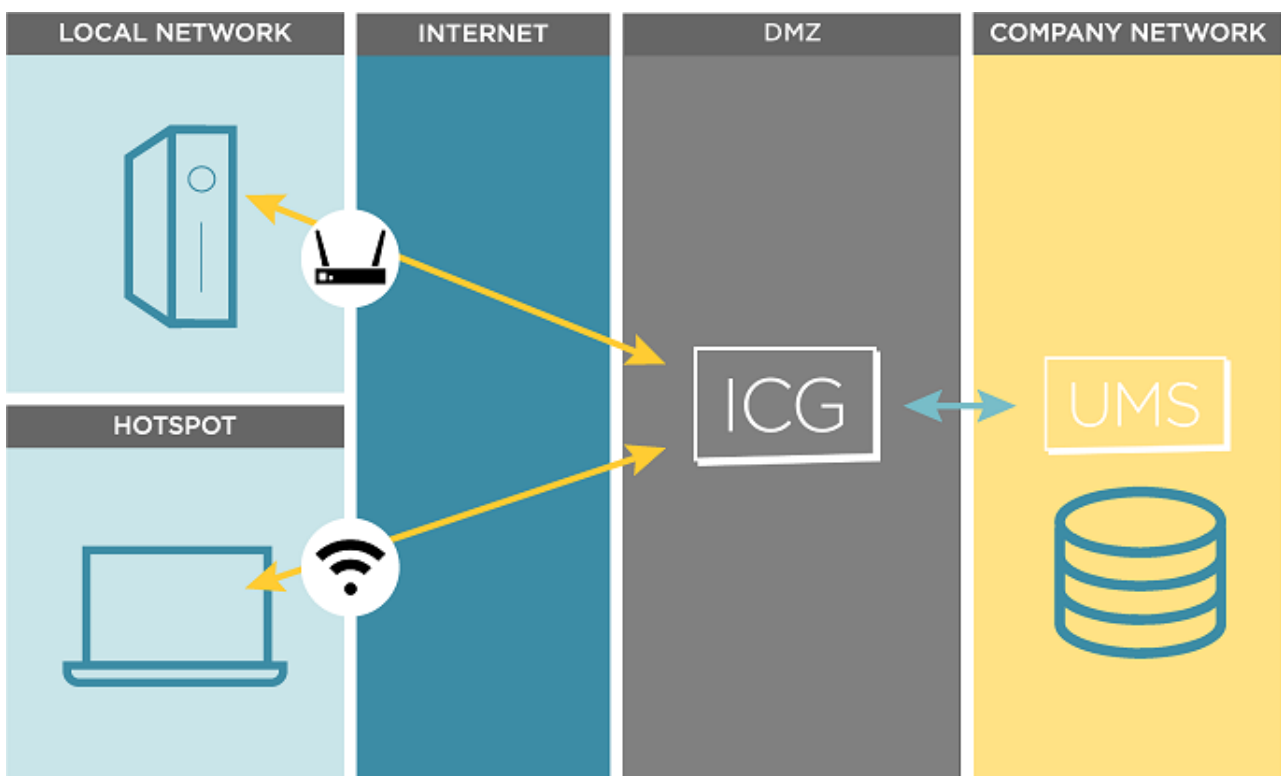 LOCAL NETWORK
INTERNET
DMZ
COMPANY NETWORK
ICG
UMS
HOTSPOT